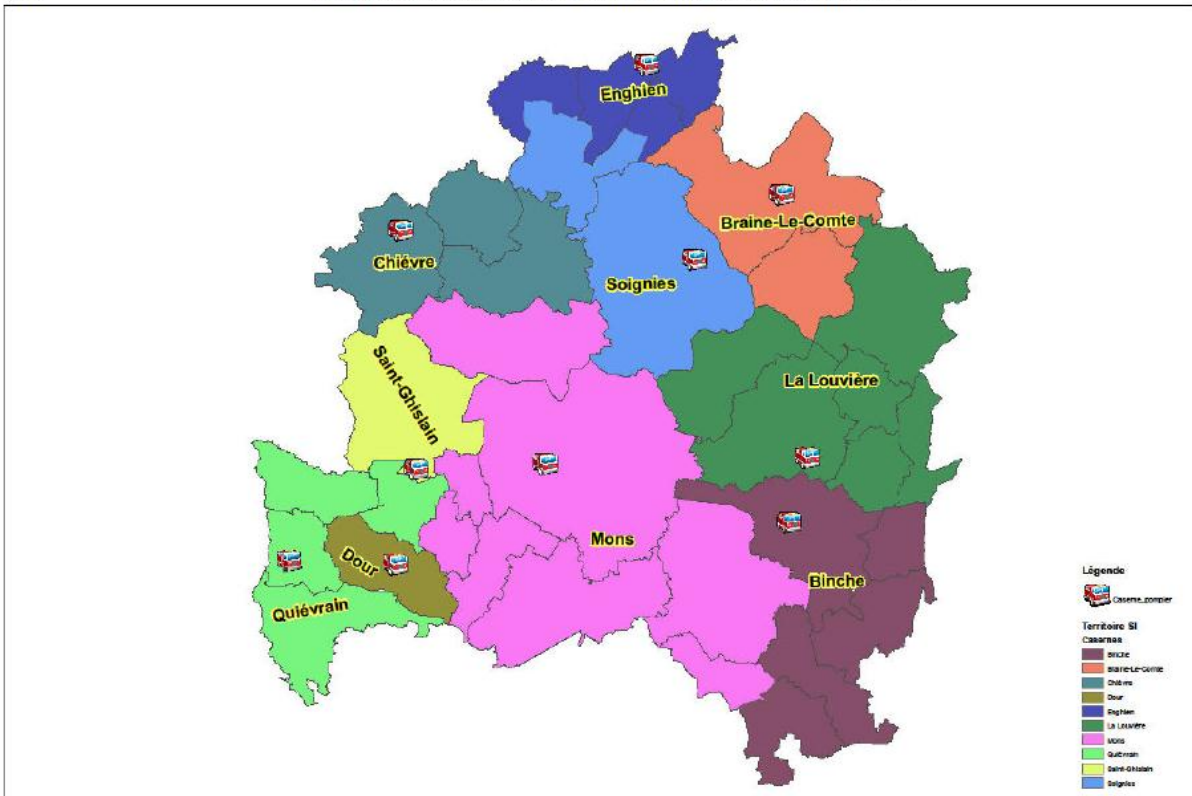 Enghien
Braine-Le-Comte
Chièvre
Soignies
Saint-Ghislain
La Louvière
Mons
Dour
Binche
Quiévrain
Légende
Caserne_pompier
Territoire SI
Casernes
Binche
Braine-Le-Comte
Chièvre
Dour
Enghien
La Louvière
Mons
Quiévrain
Saint-Ghislain
Soignies